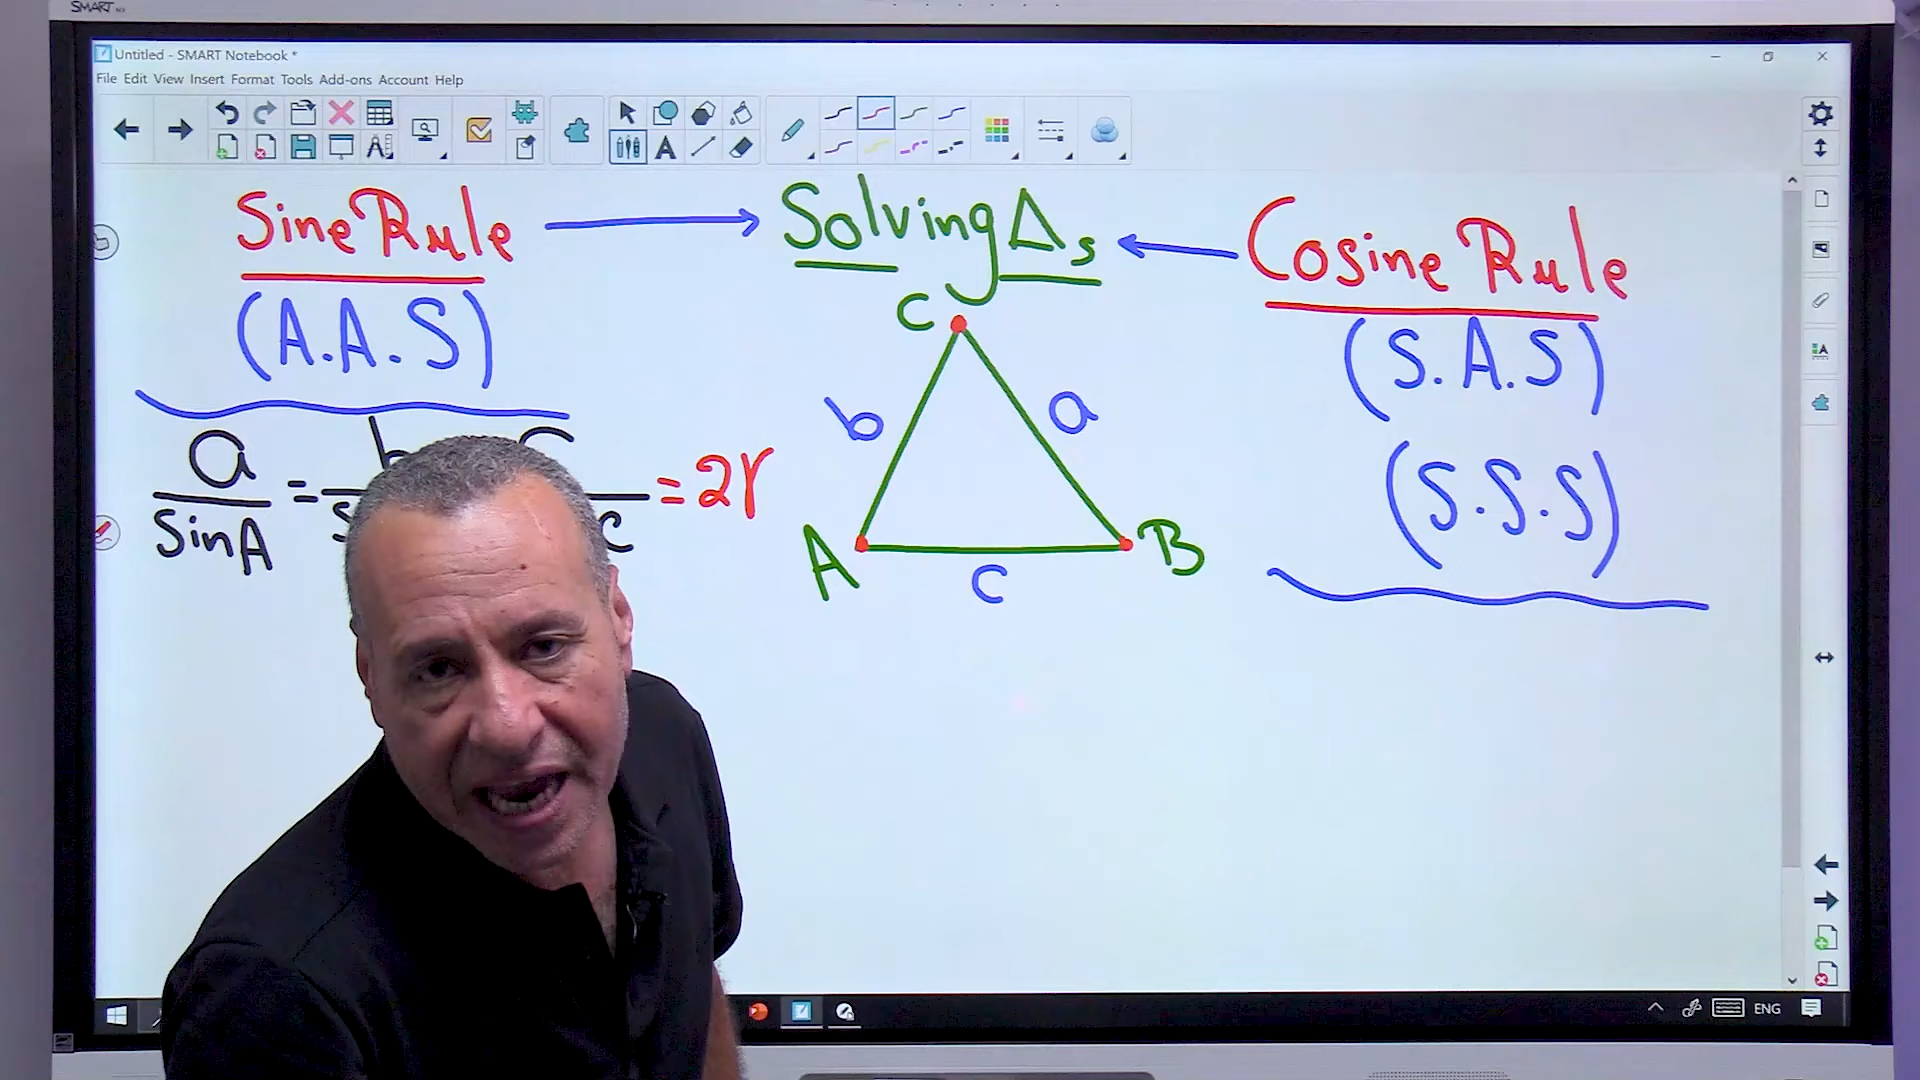 SMART
Untitled - SMART Notebook *
File Edit View Insert Format Tools Add-ons Account Help
Sine Rule → Solving Δs ← Cosine Rule
(A.A.S)
(S.A.S)
(S.S.S)
C
b
a
A
B
c
a = = 2r
sinA
ENG